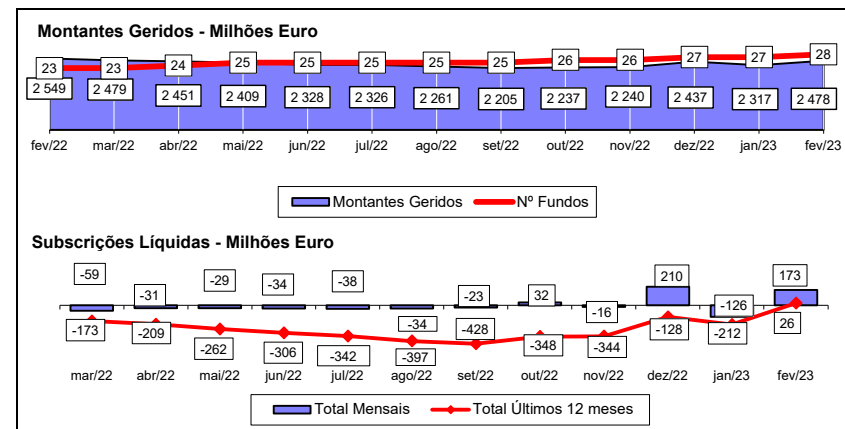 Montantes Geridos - Milhões Euro
23 23 24 25 25 25 25 25 26 26 27 27 28
2 549 2 479 2 451 2 409 2 328 2 326 2 261 2 205 2 237 2 240 2 437 2 317 2 478
fev/22 mar/22 abr/22 mai/22 jun/22 jul/22 ago/22 set/22 out/22 nov/22 dez/22 jan/23 fev/23
Montantes Geridos Nº Fundos
Subscrições Líquidas - Milhões Euro
-59 -31 -29 -34 -38 -34 -23 32 -16 210 -126 173
-173 -209 -262 -306 -342 -397 -428 -348 -344 -128 -212 26
mar/22 abr/22 mai/22 jun/22 jul/22 ago/22 set/22 out/22 nov/22 dez/22 jan/23 fev/23
Total Mensais Total Últimos 12 meses